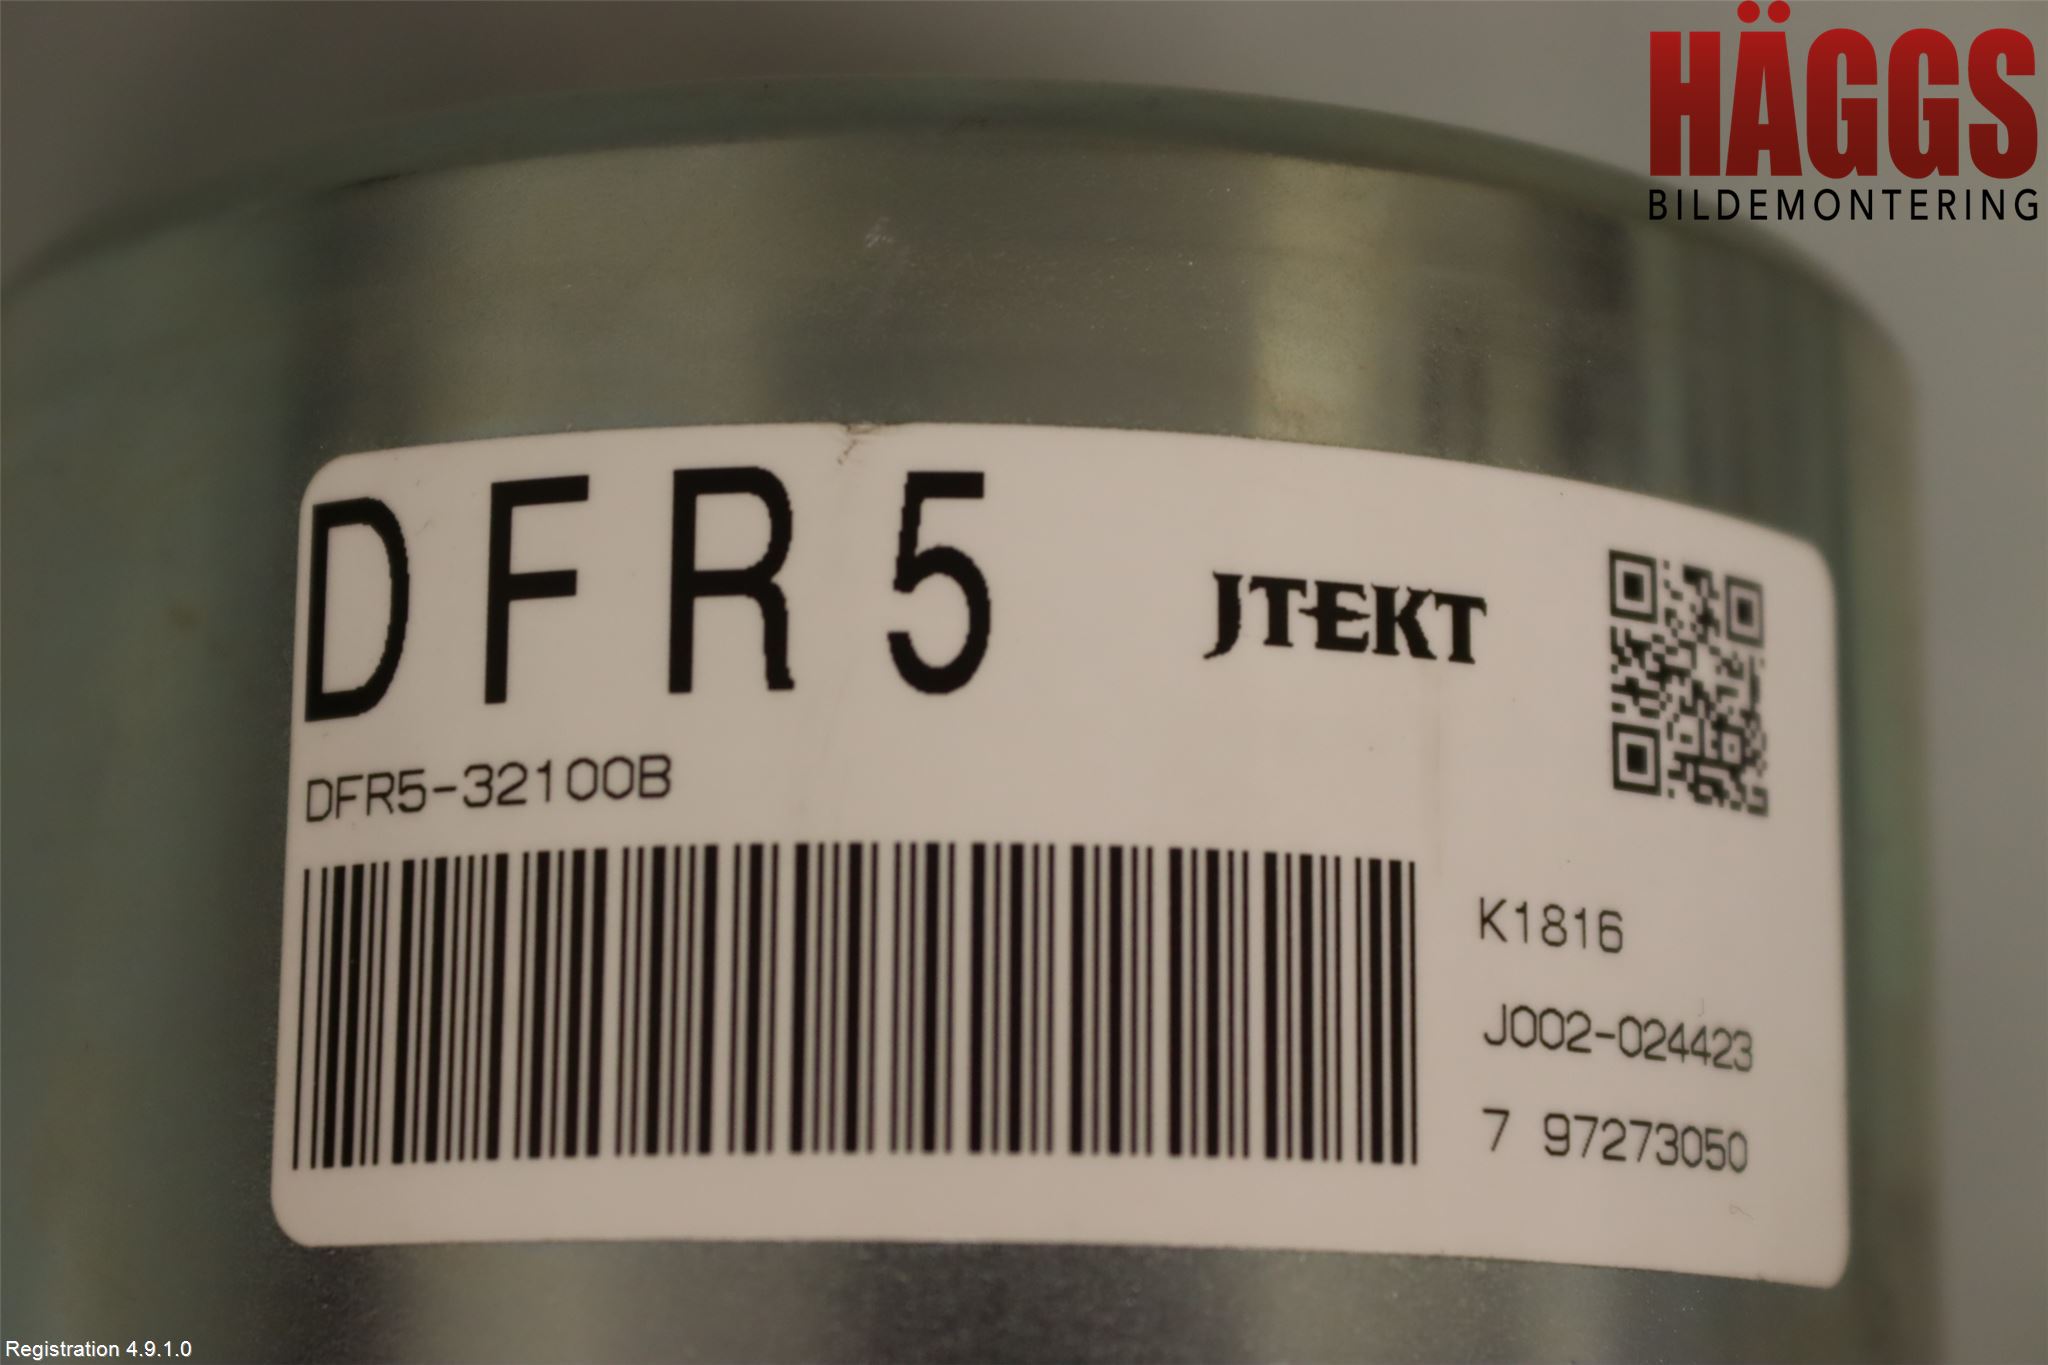 HÄGGS
BILDEMONTERING
DFR5
JTEKT
DFR5-32100B
K1816
J002-024423
7 97273050
Registration 4.9.1.0